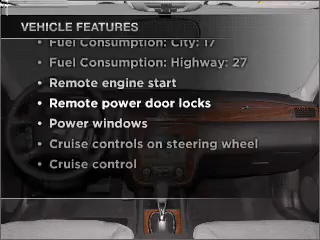 VEHICLE FEATURES
• Fuel Consumption: City: 17
• Fuel Consumption: Highway: 27
• Remote engine start
• Remote power door locks
• Power windows
• Cruise controls on steering wheel
• Cruise control